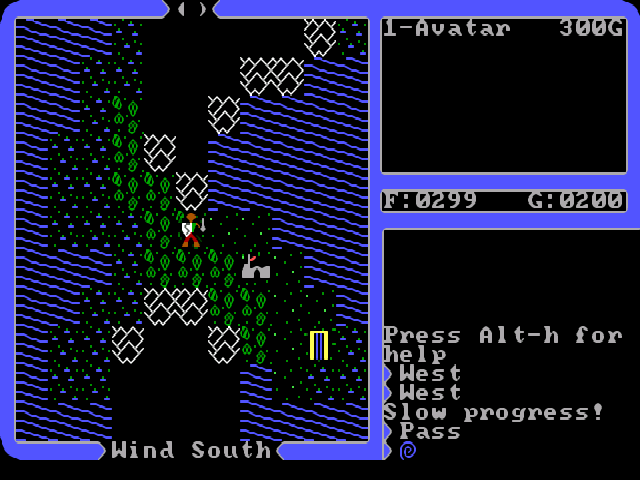 1-Avatar 300G
F:0299 G:0200
Press Alt-h for
help
West
West
Slow progress!
Pass
Wind South